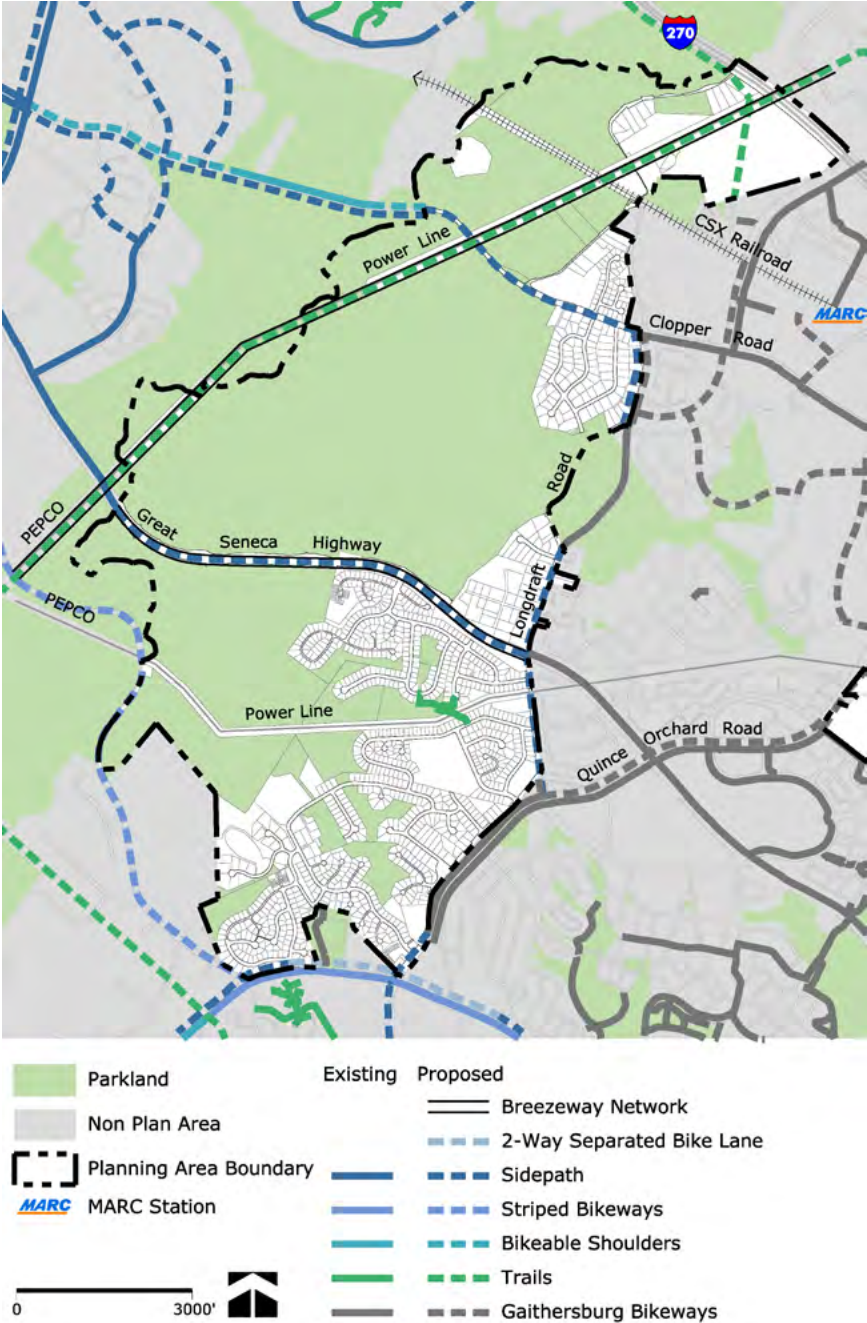 270
CSX Railroad
MARC
Power Line
Clopper Road
Road
PEPCO
Great Seneca Highway
Longdraft
PEPCO
Power Line
Quince Orchard Road
Parkland
Non Plan Area
Planning Area Boundary
MARC MARC Station
0 3000'
Existing Proposed
Breezeway Network
2-Way Separated Bike Lane
Sidepath
Striped Bikeways
Bikeable Shoulders
Trails
Gaithersburg Bikeways